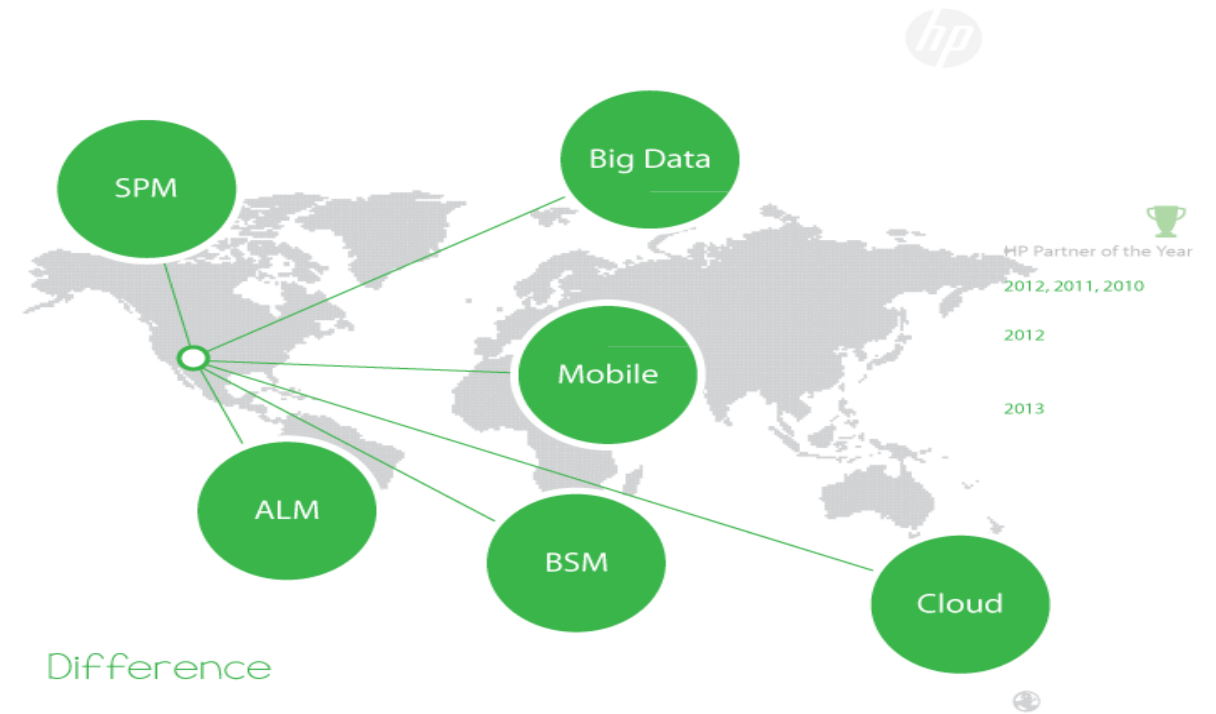 hp
Big Data
SPM
HP Partner of the Year
2012, 2011, 2010
2012
Mobile
2013
ALM
BSM
Cloud
Difference